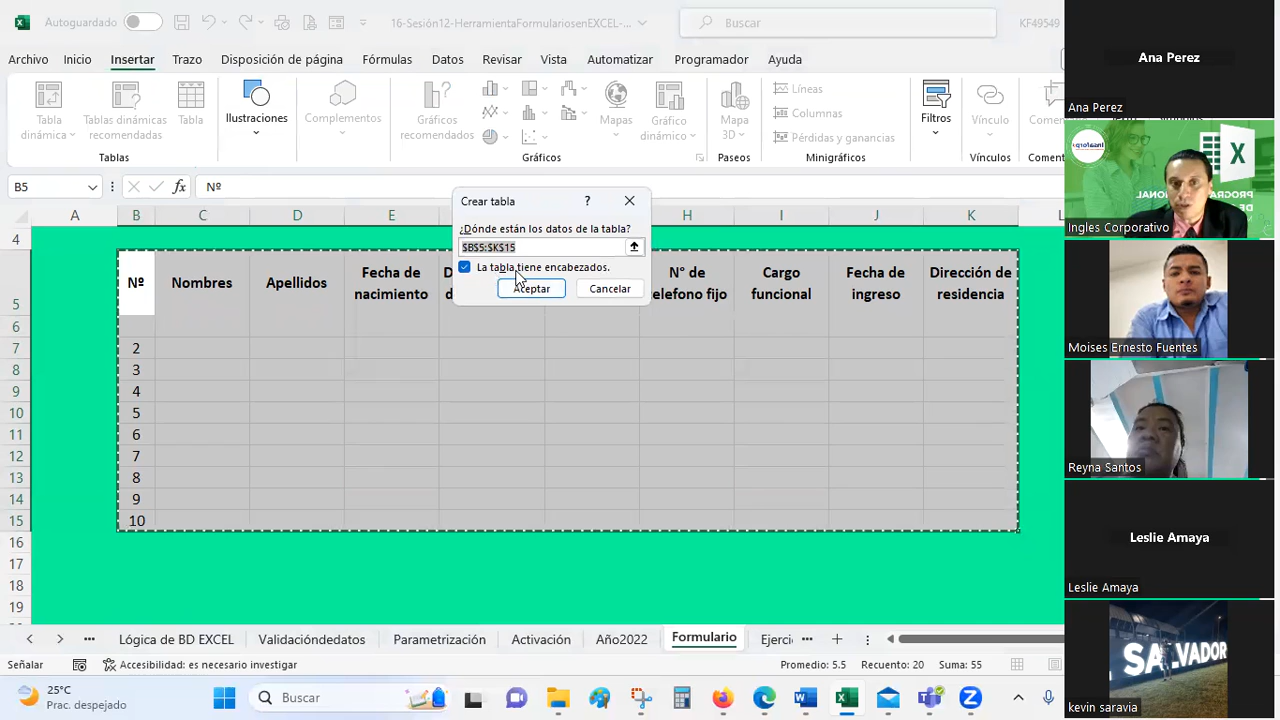 Autoguardado
16-Sesión12-HerramientaFormulariosenEXCEL-...
Buscar
KF49549
Archivo Inicio Insertar Trazo Disposición de página Fórmulas Datos Revisar Vista Automatizar Programador Ayuda
Tabla dinámica
Tablas dinámicas recomendadas
Tabla
Ilustraciones
Complementos
Gráficos recomendados
Mapas
Gráfico dinámico
Mapa 3D
Líneas
Columnas
Pérdidas y ganancias
Filtros
Vínculo
Tablas
Gráficos
Paseos
Minigráficos
Vínculos
B5
fx
Nº
Crear tabla
?
¿Dónde están los datos de la tabla?
$B$5:$K$15
La tabla tiene encabezados.
Aceptar
Cancelar
A B C D E H I J K
4
5
6
7
8
9
10
11
12
13
14
15
16
17
18
19
Nº
Nombres
Apellidos
Fecha de nacimiento
N° de
Cargo funcional
Fecha de ingreso
Dirección de residencia
2
3
4
5
6
7
8
9
10
... Lógica de BD EXCEL Validacióndedatos Parametrización Activación Año2022 Formulario ...
Señalar
Accesibilidad: es necesario investigar
Promedio: 5.5 Recuento: 20 Suma: 55
25°C
Prac. despejado
Buscar
Ana Perez
Ana Perez
Ingles Corporativo
Moises Ernesto Fuentes
Reyna Santos
Leslie Amaya
Leslie Amaya
kevin saravia